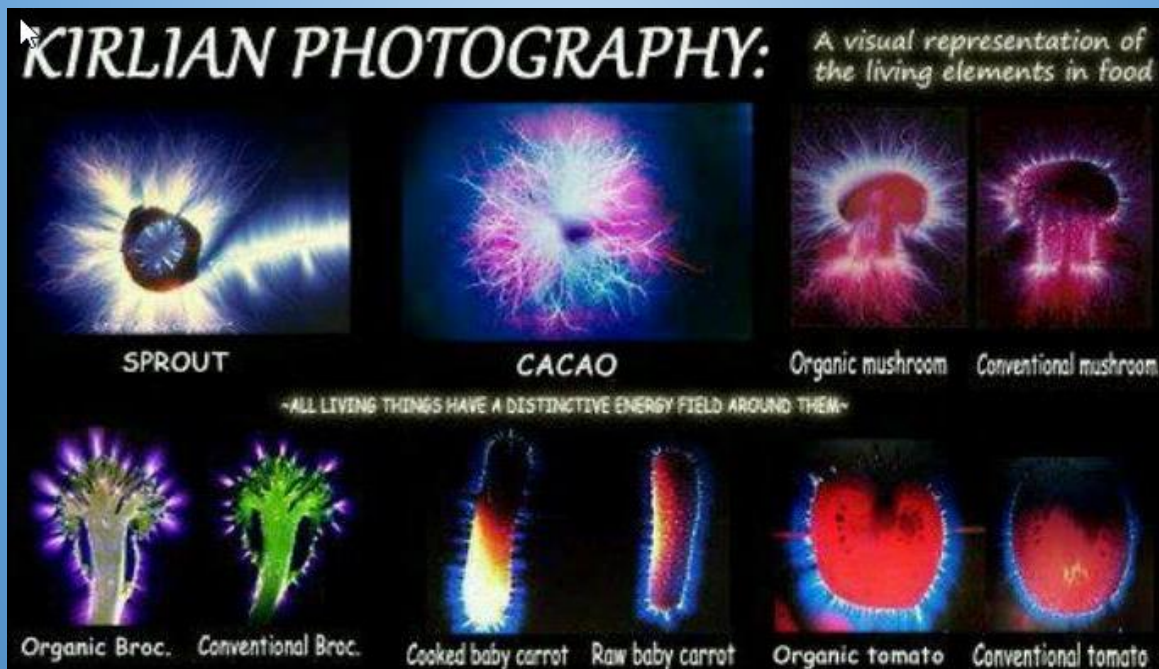 KIRLIAN PHOTOGRAPHY:
A visual representation of
the living elements in food
SPROUT
CACAO
Organic mushroom
Conventional mushroom
~ALL LIVING THINGS HAVE A DISTINCTIVE ENERGY FIELD AROUND THEM~
Organic Broc.
Conventional Broc.
Cooked baby carrot
Raw baby carrot
Organic tomato
Conventional tomato